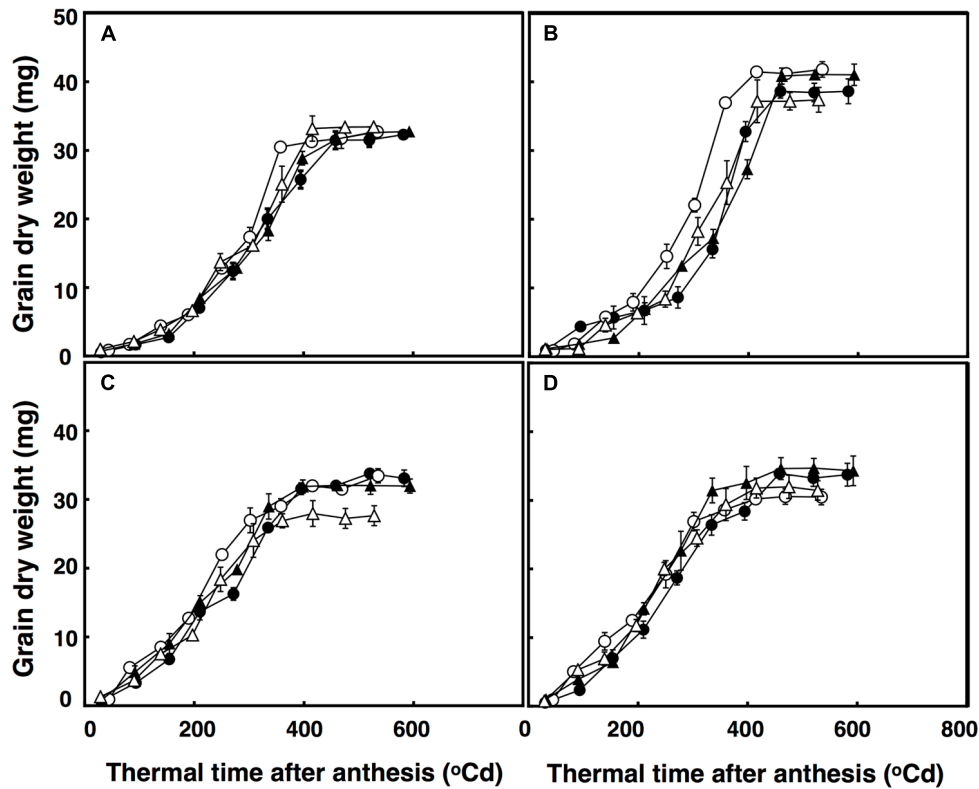 A
B
50
40
30
20
10
0
Grain dry weight (mg)
C
D
40
30
20
10
0
Grain dry weight (mg)
0 200 400 600 0 200 400 600 800
Thermal time after anthesis (ºCd) Thermal time after anthesis (ºCd)